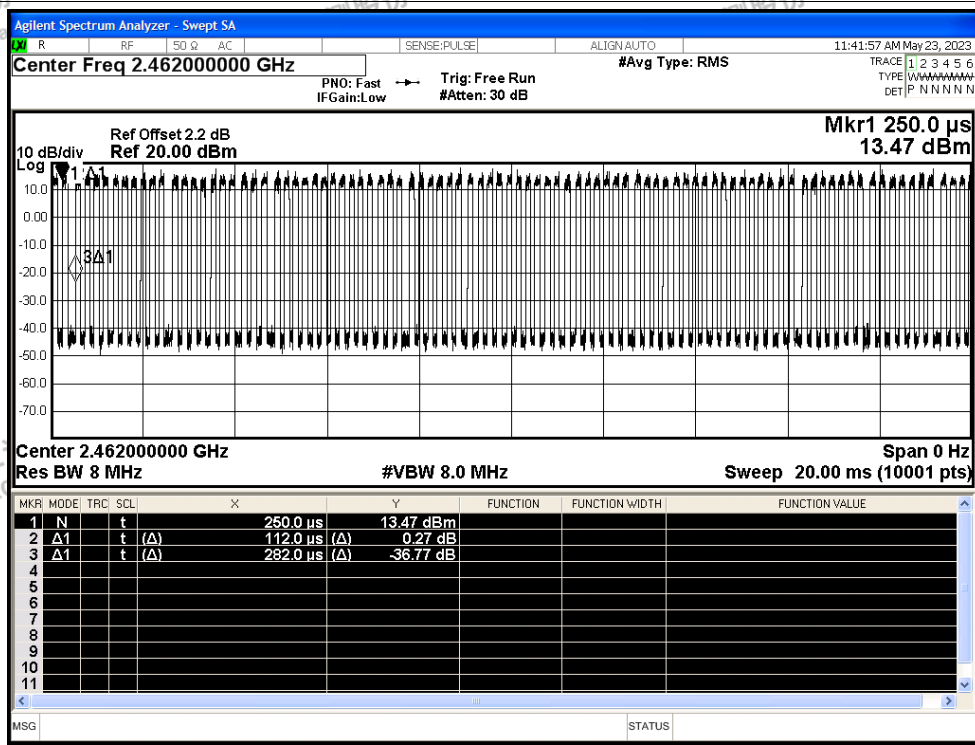 Agilent Spectrum Analyzer - Swept SA
LXI R RF 50 Ω AC SENSE:PULSE ALIGN AUTO 11:41:57 AM May 23, 2023
Center Freq 2.462000000 GHz #Avg Type: RMS TRACE 1 2 3 4 5 6
PNO: Fast Trig: Free Run TYPE WWWWWW
IFGain:Low #Atten: 30 dB DET P N N N N N
Mkr1 250.0 µs
Ref Offset 2.2 dB
10 dB/div Ref 20.00 dBm 13.47 dBm
Log
1 Δ1
10.0
0.00
-10.0
3Δ1
-20.0
-30.0
-40.0
-50.0
-60.0
-70.0
Center 2.462000000 GHz Span 0 Hz
Res BW 8 MHz #VBW 8.0 MHz Sweep 20.00 ms (10001 pts)
MKR MODE TRC SCL X Y FUNCTION FUNCTION WIDTH FUNCTION VALUE
1 N t 250.0 µs 13.47 dBm
2 Δ1 t (Δ) 112.0 µs (Δ) 0.27 dB
3 Δ1 t (Δ) 282.0 µs (Δ) -36.77 dB
4
5
6
7
8
9
10
11
MSG STATUS